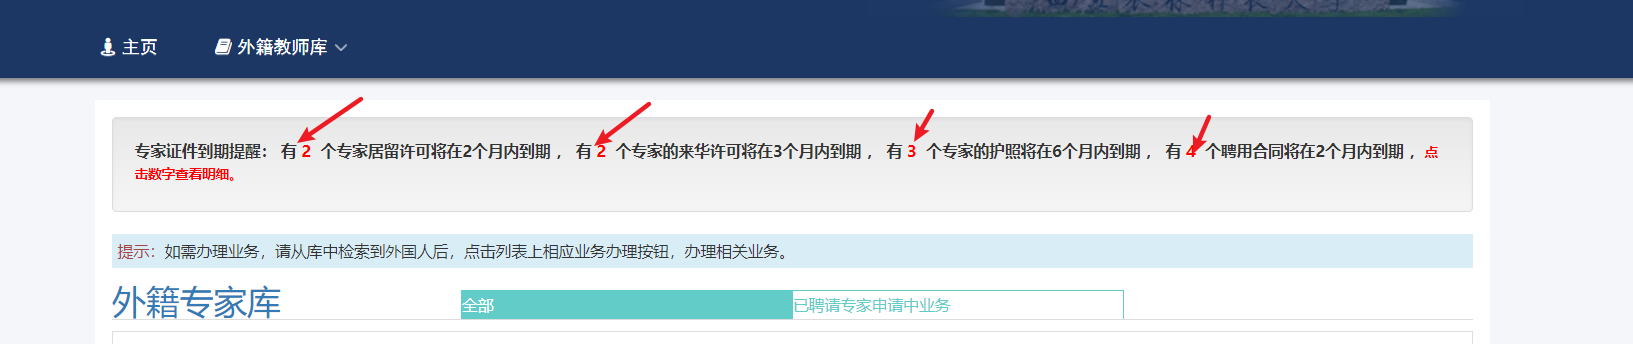 主页 外籍教师库
专家证件到期提醒： 有 2 个专家居留许可将在2个月内到期， 有 2 个专家的来华许可将在3个月内到期， 有 3 个专家的护照将在6个月内到期， 有 4 个聘用合同将在2个月内到期，点
击数字查看明细。
提示：如需办理业务，请从库中检索到外国人后，点击列表上相应业务办理按钮，办理相关业务。
外籍专家库
全部 已聘请专家申请中业务